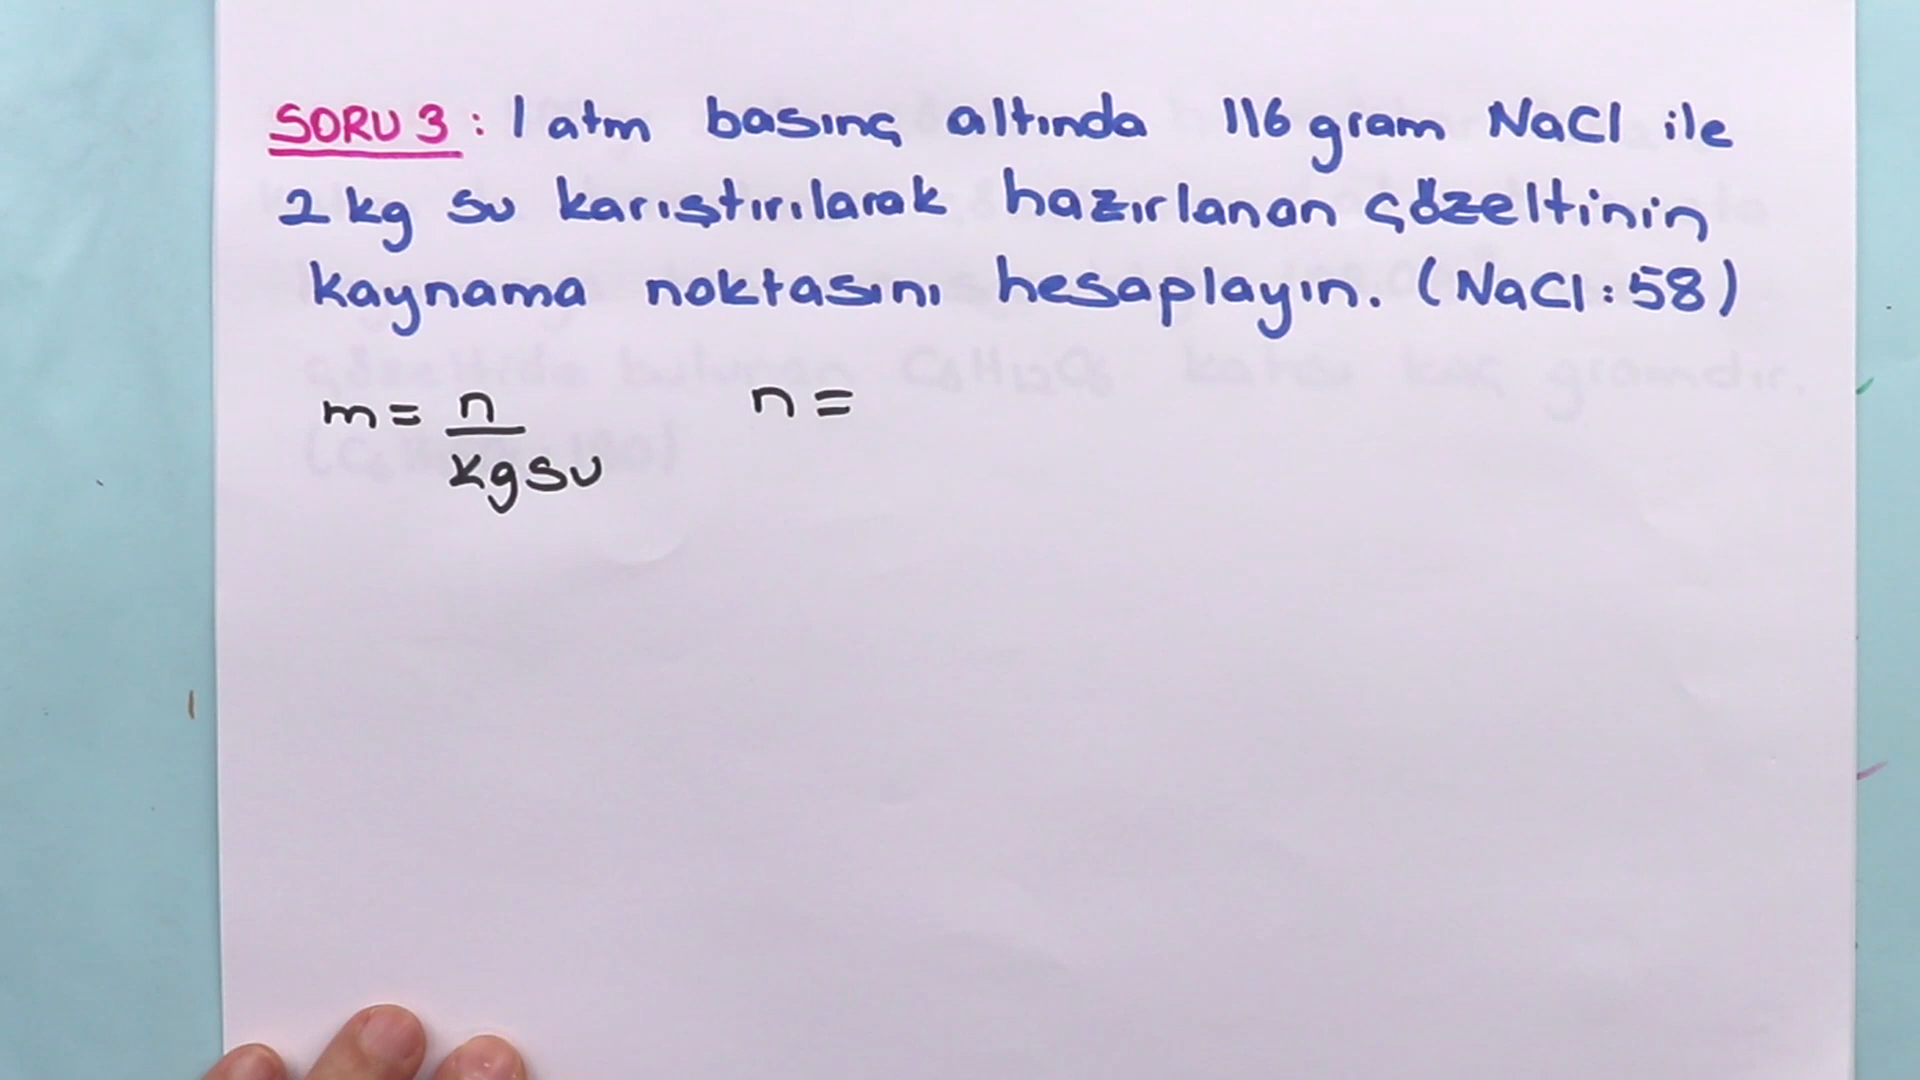 SORU 3 : 1 atm basınç altında 116 gram NaCl ile
2 kg su karıştırılarak hazırlanan çözeltinin
kaynama noktasını hesaplayın. (NaCl : 58)
m = n / kg su n =